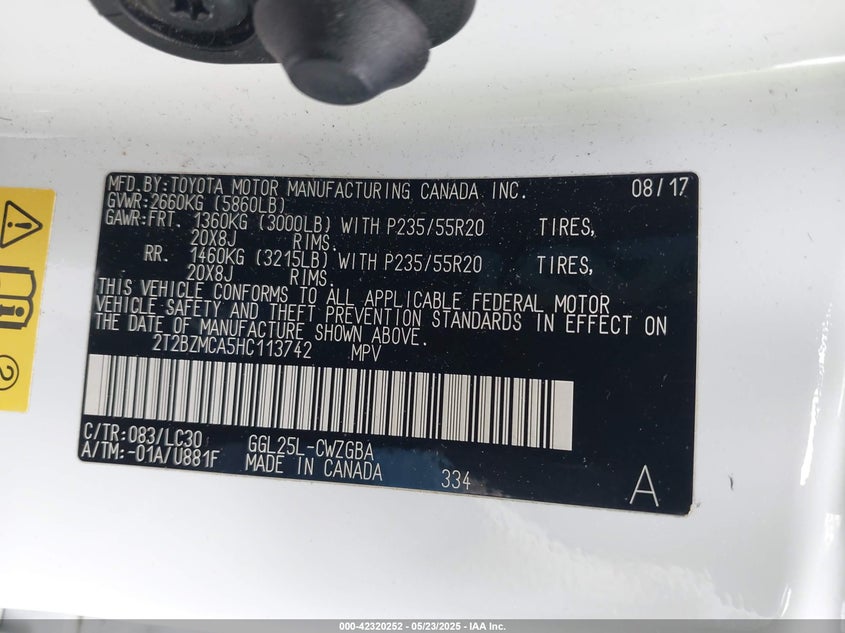 MFD.BY:TOYOTA MOTOR MANUFACTURING CANADA INC. 08/17
GVWR:2660KG (5860LB)
GAWR:FRT. 1360KG (3000LB) WITH P235/55R20 TIRES,
20X8J RIMS.
RR. 1460KG (3215LB) WITH P235/55R20 TIRES,
20X8J RIMS.
THIS VEHICLE CONFORMS TO ALL APPLICABLE FEDERAL MOTOR
VEHICLE SAFETY AND THEFT PREVENTION STANDARDS IN EFFECT ON
THE DATE OF MANUFACTURE SHOWN ABOVE.
2T2BZMCA5HC113742 MPV
C/TR:083/LC30 GGL25L-CWZGBA
A/TM:-01A/U881F MADE IN CANADA 334 A
2
000-42320252 - 05/23/2025 - IAA Inc.